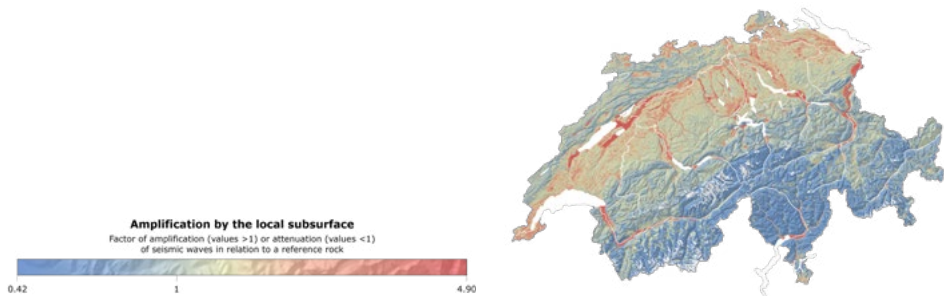 Amplification by the local subsurface
Factor of amplification (values >1) or attenuation (values <1)
of seismic waves in relation to a reference rock
0.42 1 4.90